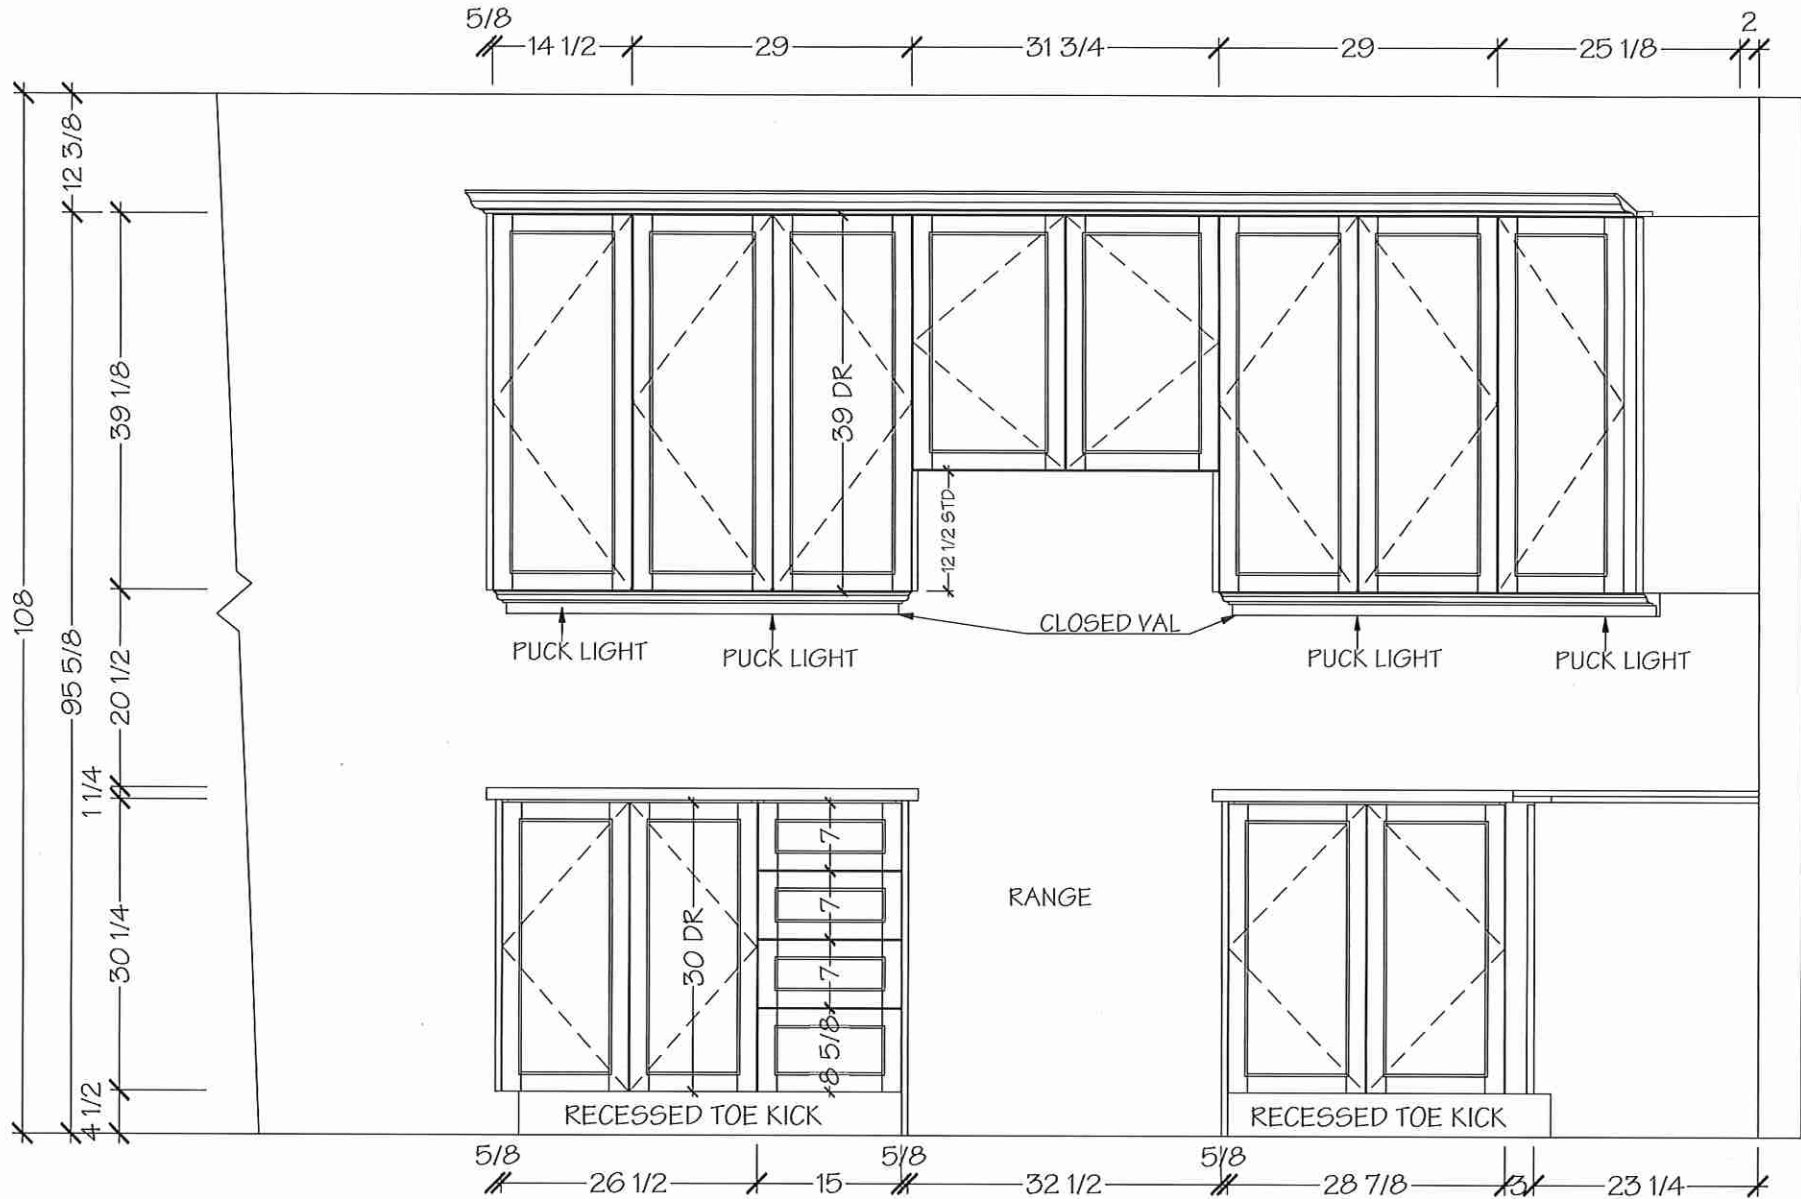 5/8
14 1/2
29
31 3/4
29
25 1/8
2
108
12 3/8
95 5/8
39 1/8
20 1/2
1 1/4
30 1/4
4 1/2
39 DR
12 1/2 STD
CLOSED VAL
PUCK LIGHT
PUCK LIGHT
PUCK LIGHT
PUCK LIGHT
30 DR
7
7
7
8 5/8
RANGE
RECESSED TOE KICK
RECESSED TOE KICK
5/8
26 1/2
15
5/8
32 1/2
5/8
28 7/8
3
23 1/4